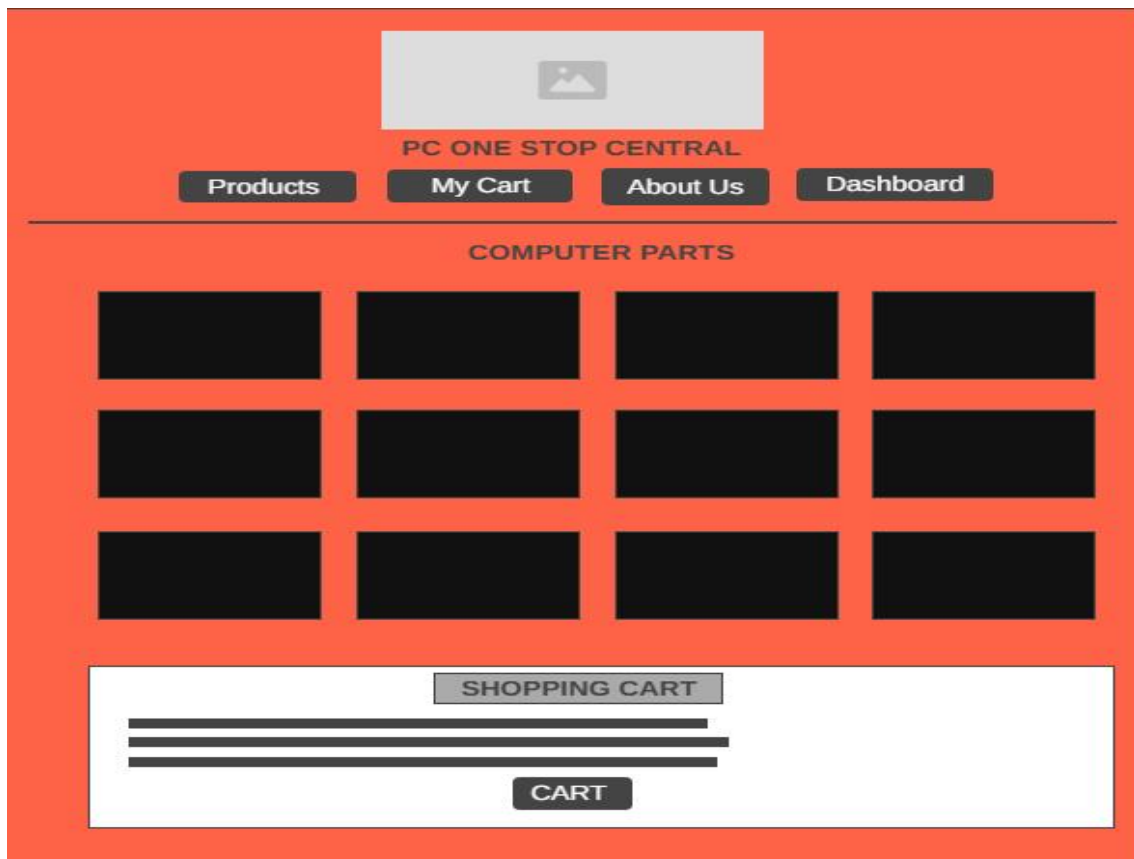 PC ONE STOP CENTRAL
Products My Cart About Us Dashboard
COMPUTER PARTS
SHOPPING CART
CART